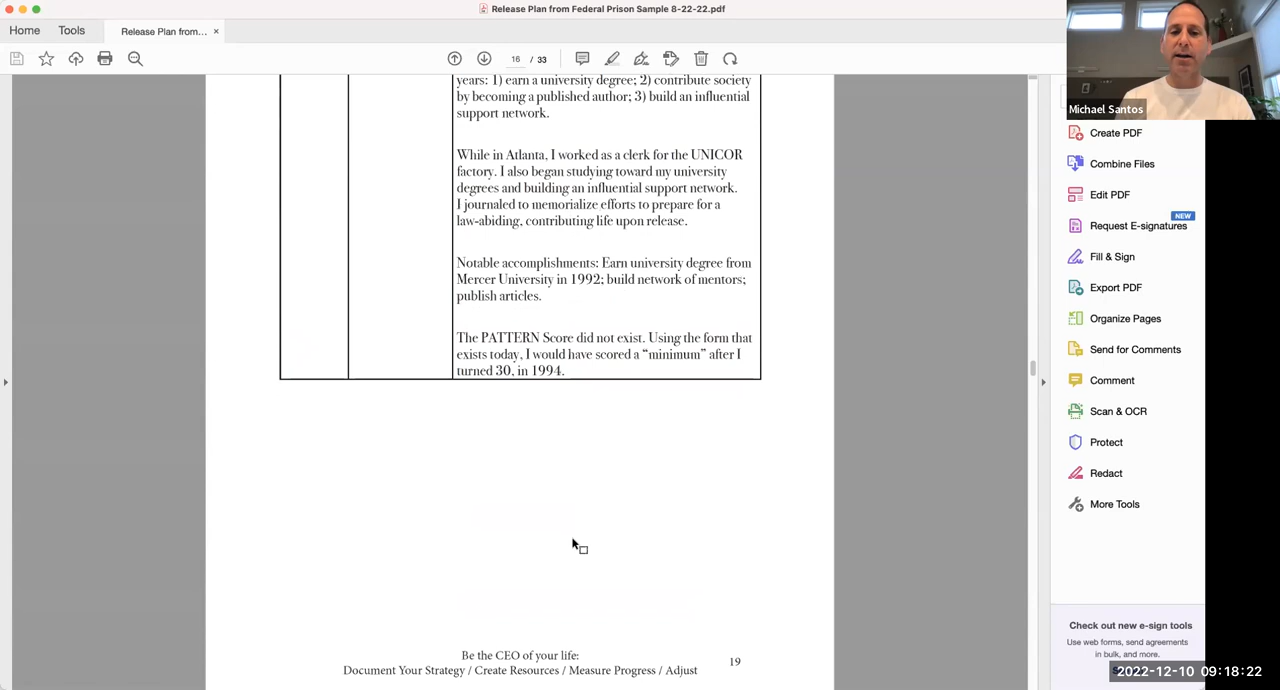 Release Plan from Federal Prison Sample 8-22-22.pdf
Home
Tools
Release Plan from... ×
16 / 33
years: 1) earn a university degree; 2) contribute society
by becoming a published author; 3) build an influential
support network.
While in Atlanta, I worked as a clerk for the UNICOR
factory. I also began studying toward my university
degrees and building an influential support network.
I journaled to memorialize efforts to prepare for a
law-abiding, contributing life upon release.
Notable accomplishments: Earn university degree from
Mercer University in 1992; build network of mentors;
publish articles.
The PATTERN Score did not exist. Using the form that
exists today, I would have scored a “minimum” after I
turned 30, in 1994.
Be the CEO of your life:
Document Your Strategy / Create Resources / Measure Progress / Adjust
19
Michael Santos
Create PDF
Combine Files
Edit PDF
NEW
Request E-signatures
Fill & Sign
Export PDF
Organize Pages
Send for Comments
Comment
Scan & OCR
Protect
Redact
More Tools
Check out new e-sign tools
Use web forms, send agreements
in bulk, and more.
2022-12-10 09:18:22